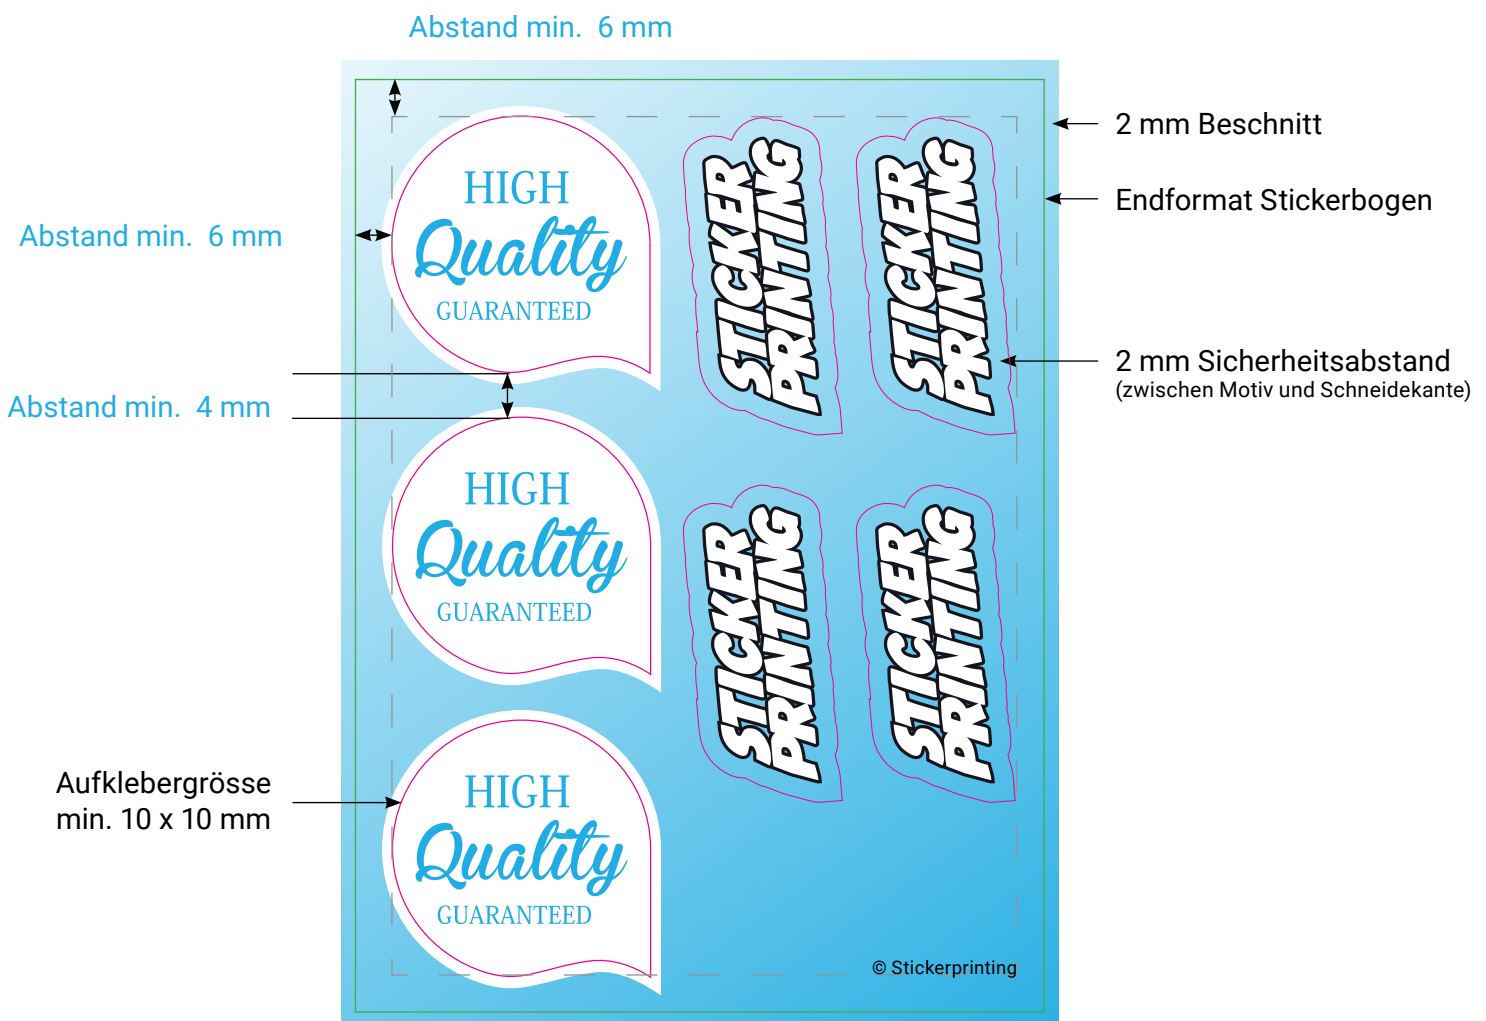 Abstand min. 6 mm
2 mm Beschnitt
Endformat Stickerbogen
Abstand min. 6 mm
HIGH
Quality
GUARANTEED
STICKER
PRINTING
STICKER
PRINTING
2 mm Sicherheitsabstand
(zwischen Motiv und Schneidekante)
Abstand min. 4 mm
HIGH
Quality
GUARANTEED
STICKER
PRINTING
STICKER
PRINTING
Aufklebergrösse
min. 10 x 10 mm
HIGH
Quality
GUARANTEED
© Stickerprinting